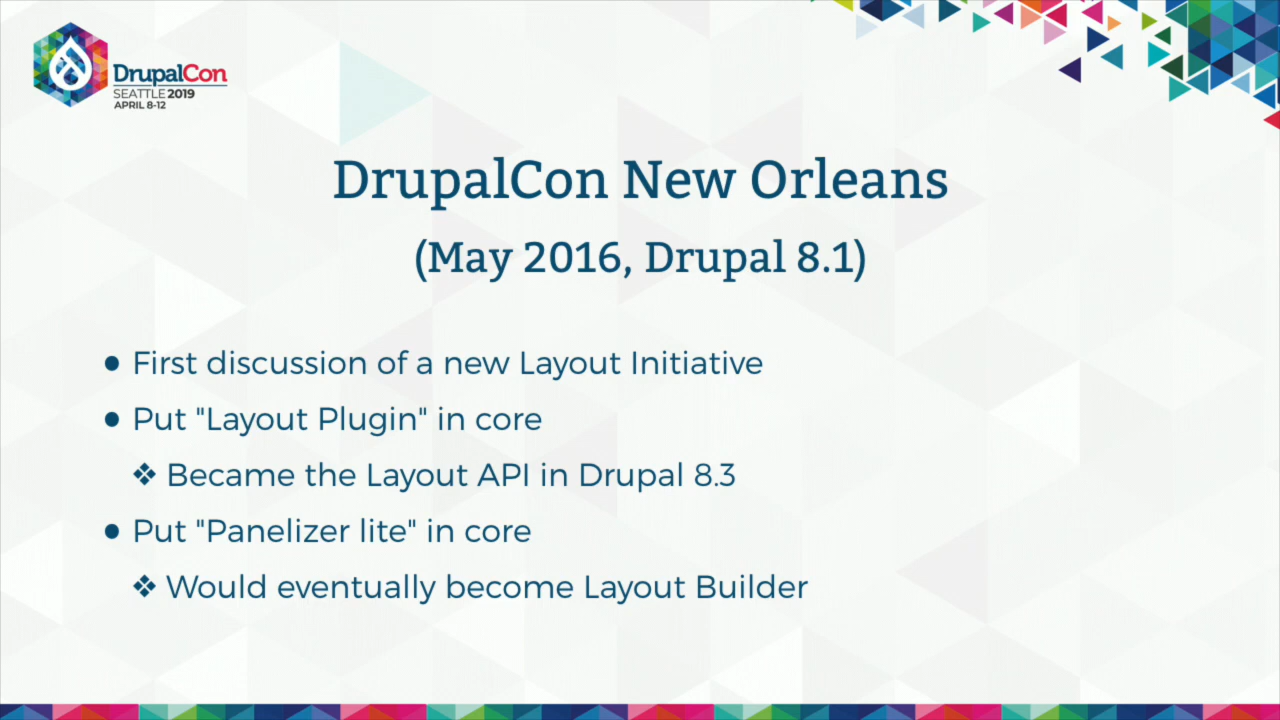 DrupalCon
SEATTLE 2019
APRIL 8-12
DrupalCon New Orleans
(May 2016, Drupal 8.1)
● First discussion of a new Layout Initiative
● Put "Layout Plugin" in core
❖ Became the Layout API in Drupal 8.3
● Put "Panelizer lite" in core
❖ Would eventually become Layout Builder